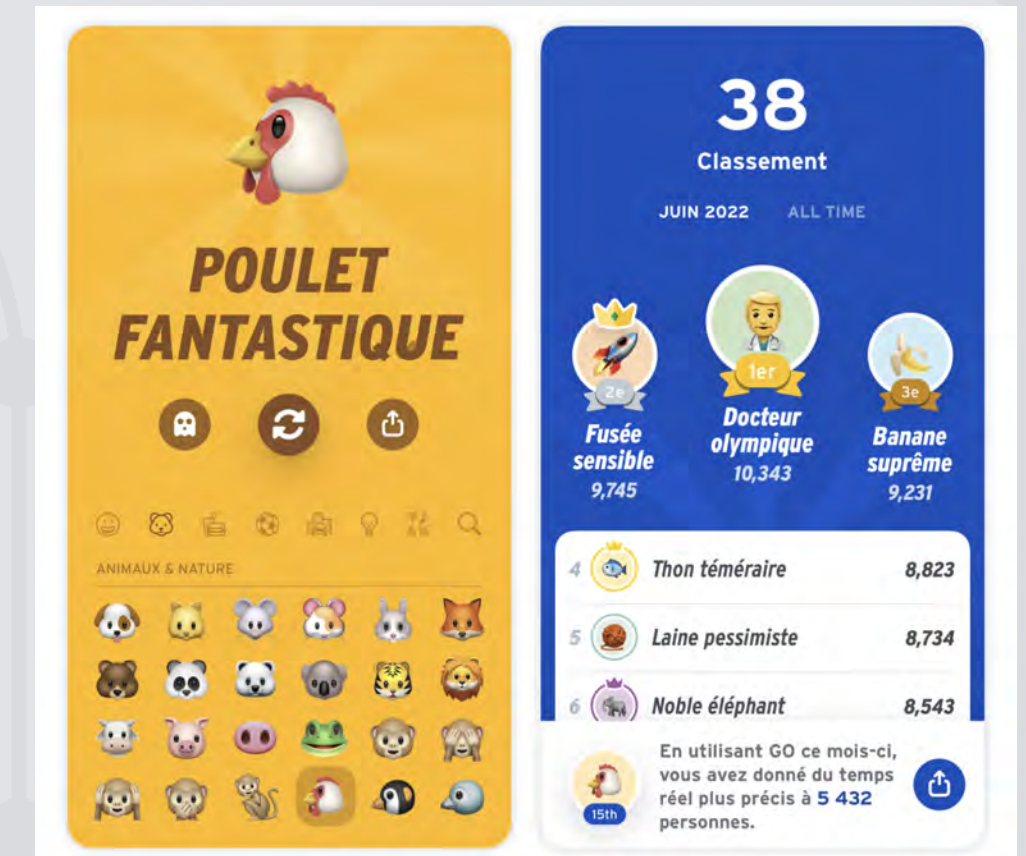 POULET
FANTASTIQUE
ANIMAUX & NATURE
38
Classement
JUIN 2022 ALL TIME
1er
2e
3e
Docteur
olympique
10,343
Fusée
sensible
9,745
Banane
suprême
9,231
4 Thon téméraire 8,823
5 Laine pessimiste 8,734
6 Noble éléphant 8,543
En utilisant GO ce mois-ci,
vous avez donné du temps
réel plus précis à 5 432
personnes.
15th